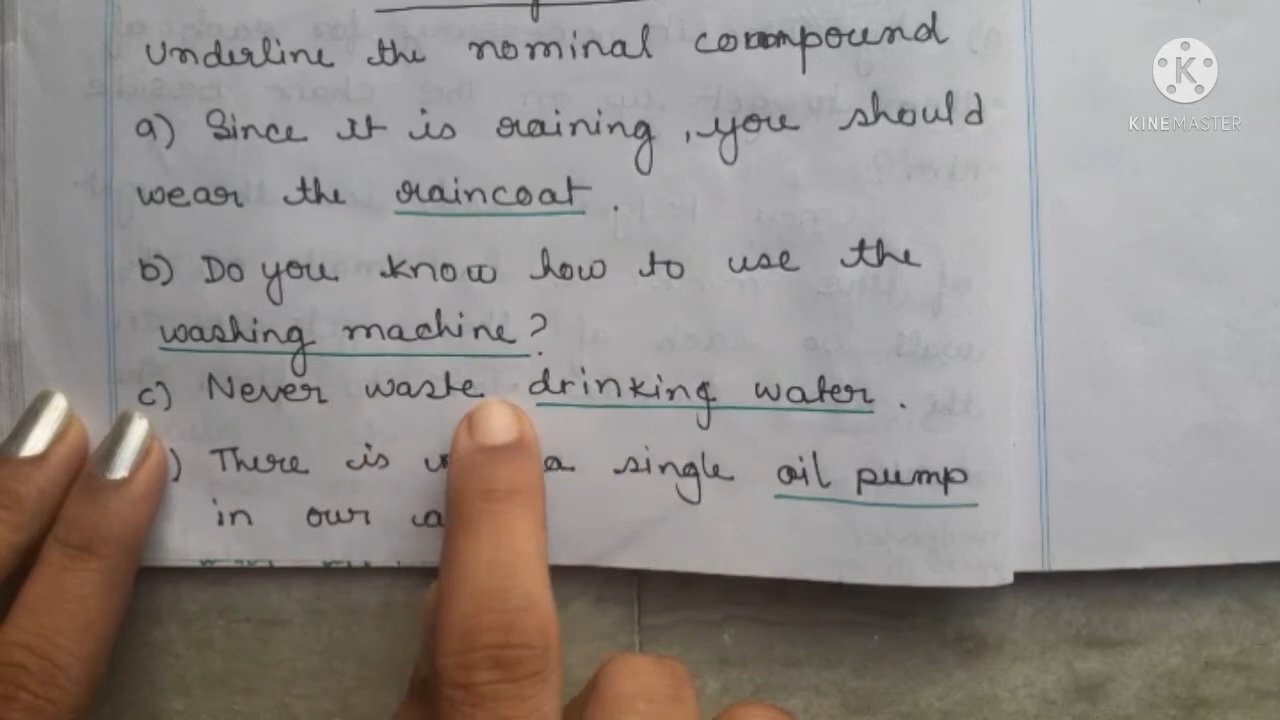 Underline the nominal compound
a) Since it is raining, you should
wear the raincoat.
b) Do you know how to use the
washing machine?
c) Never waste drinking water.
) There is a single oil pump
in our
K
KINEMASTER